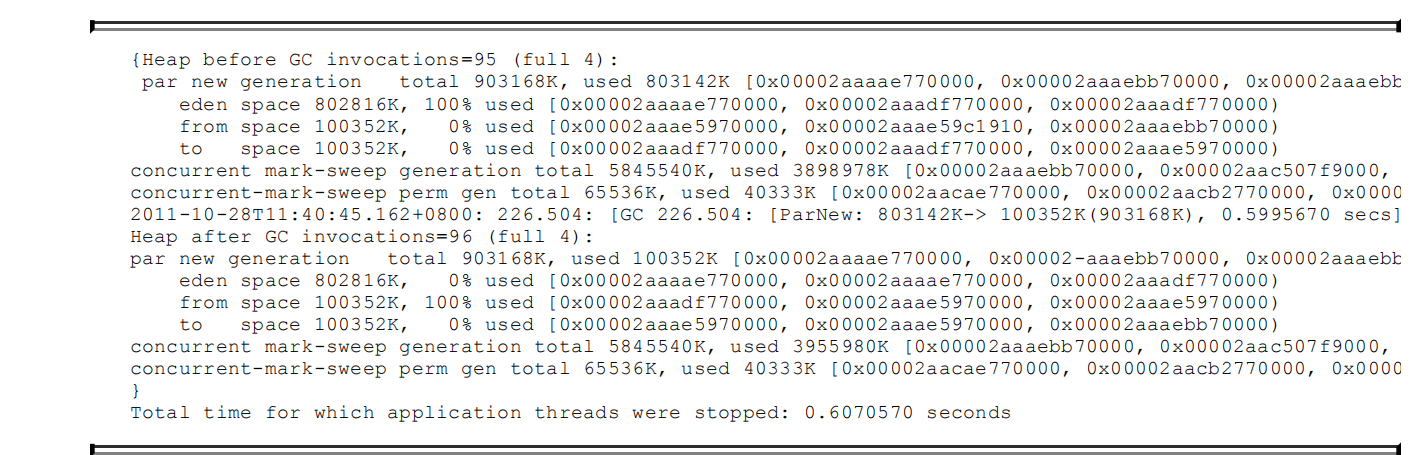 {Heap before GC invocations=95 (full 4):
par new generation total 903168K, used 803142K [0x00002aaaae770000, 0x00002aaaebb70000, 0x00002aaaebb
eden space 802816K, 100% used [0x00002aaaae770000, 0x00002aaadf770000, 0x00002aaadf770000)
from space 100352K, 0% used [0x00002aaae5970000, 0x00002aaae59c1910, 0x00002aaaebb70000)
to space 100352K, 0% used [0x00002aaadf770000, 0x00002aaadf770000, 0x00002aaae5970000)
concurrent mark-sweep generation total 5845540K, used 3898978K [0x00002aaaebb70000, 0x00002aac507f9000,
concurrent-mark-sweep perm gen total 65536K, used 40333K [0x00002aacae770000, 0x00002aacb2770000, 0x0000
2011-10-28T11:40:45.162+0800: 226.504: [GC 226.504: [ParNew: 803142K-> 100352K(903168K), 0.5995670 secs]
Heap after GC invocations=96 (full 4):
par new generation total 903168K, used 100352K [0x00002aaaae770000, 0x00002-aaaebb70000, 0x00002aaaebb
eden space 802816K, 0% used [0x00002aaaae770000, 0x00002aaaae770000, 0x00002aaadf770000)
from space 100352K, 100% used [0x00002aaadf770000, 0x00002aaae5970000, 0x00002aaae5970000)
to space 100352K, 0% used [0x00002aaae5970000, 0x00002aaae5970000, 0x00002aaaebb70000)
concurrent mark-sweep generation total 5845540K, used 3955980K [0x00002aaaebb70000, 0x00002aac507f9000,
concurrent-mark-sweep perm gen total 65536K, used 40333K [0x00002aacae770000, 0x00002aacb2770000, 0x0000
}
Total time for which application threads were stopped: 0.6070570 seconds